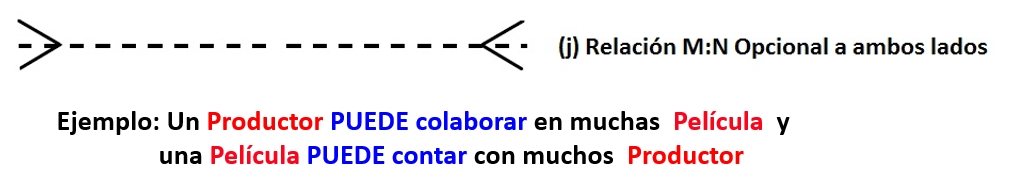 (j) Relación M:N Opcional a ambos lados
Ejemplo: Un Productor PUEDE colaborar en muchas Película y
una Película PUEDE contar con muchos Productor